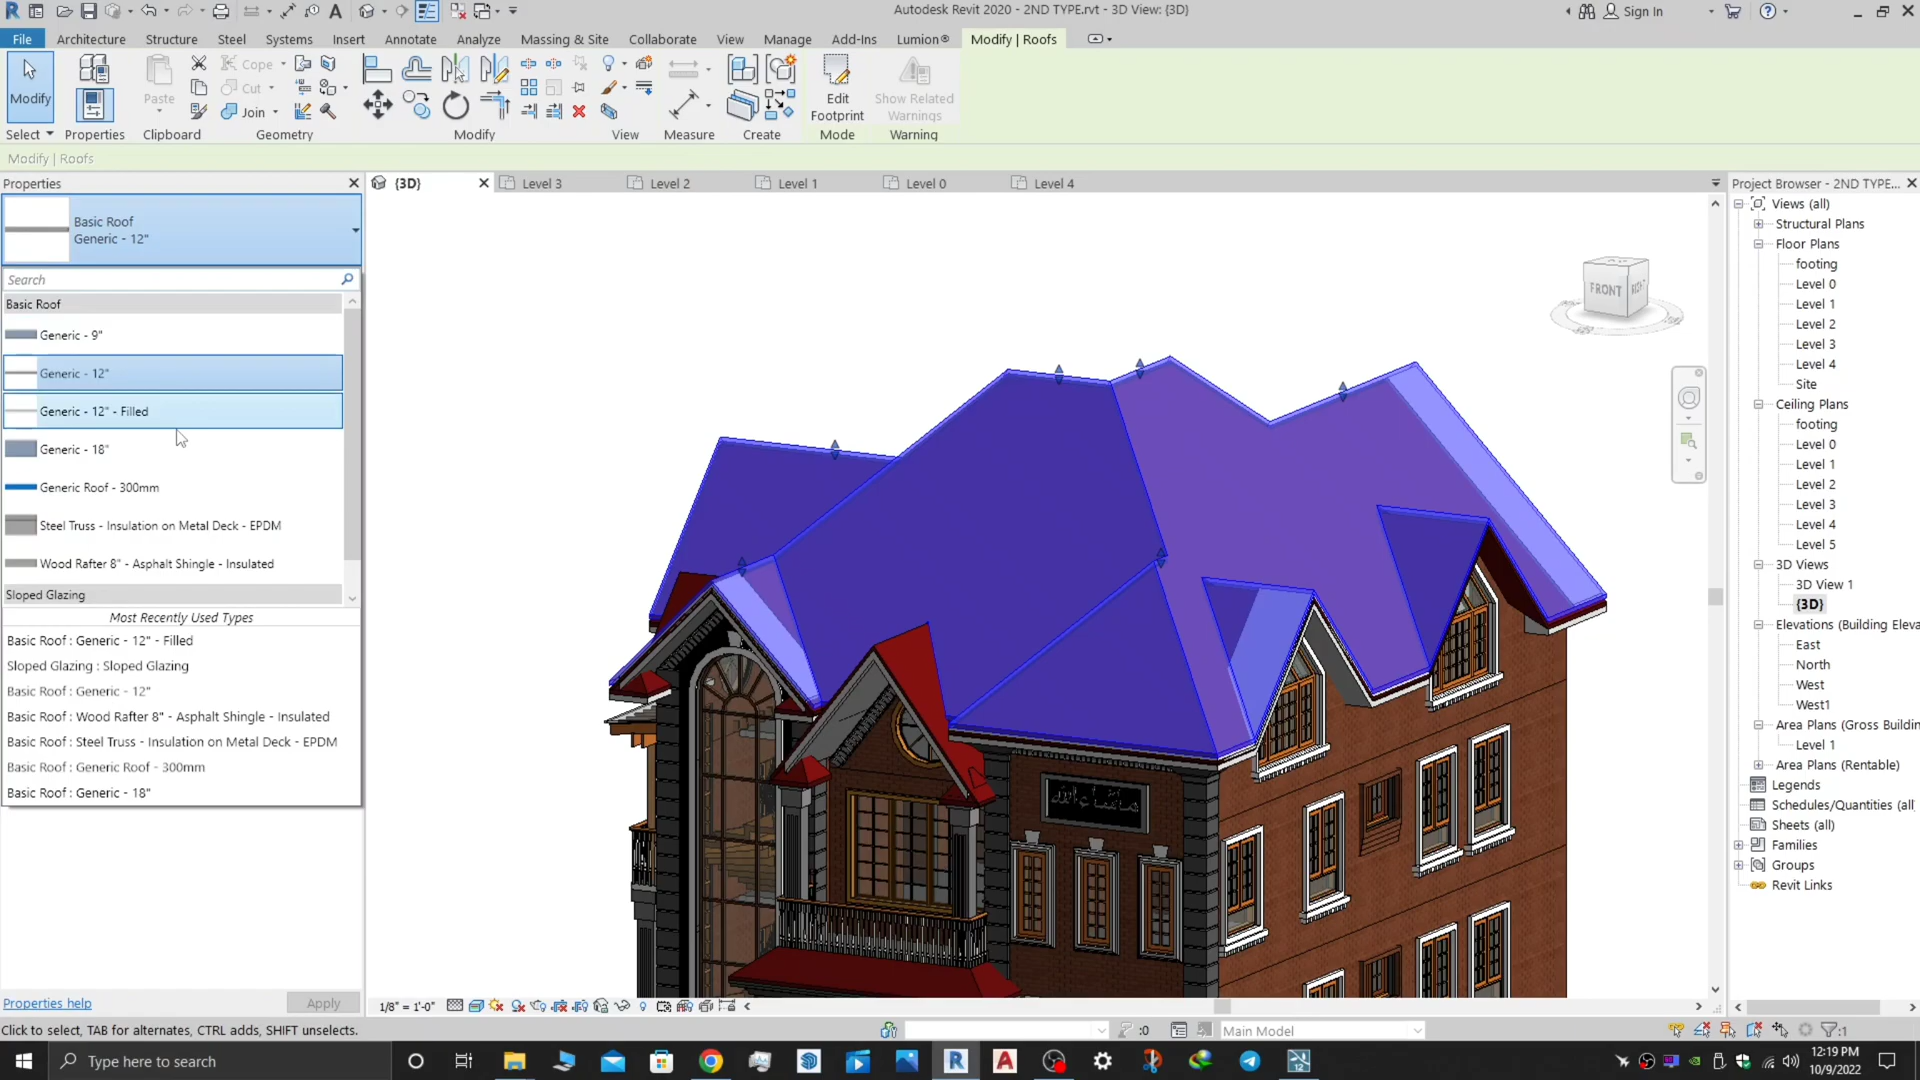 Autodesk Revit 2020 - 2ND TYPE.rvt - 3D View: {3D}
Sign In
File Architecture Structure Steel Systems Insert Annotate Analyze Massing & Site Collaborate View Manage Add-Ins Lumion® Modify | Roofs
Modify
Paste
Cope
Cut
Join
Edit Footprint
Show Related Warnings
Select Properties Clipboard Geometry Modify View Measure Create Mode Warning
Modify | Roofs
Properties
{3D} Level 3 Level 2 Level 1 Level 0 Level 4
Project Browser - 2ND TYPE...
Basic Roof
Generic - 12"
Search
Basic Roof
Generic - 9"
Generic - 12"
Generic - 12" - Filled
Generic - 18"
Generic Roof - 300mm
Steel Truss - Insulation on Metal Deck - EPDM
Wood Rafter 8" - Asphalt Shingle - Insulated
Sloped Glazing
Most Recently Used Types
Basic Roof : Generic - 12" - Filled
Sloped Glazing : Sloped Glazing
Basic Roof : Generic - 12"
Basic Roof : Wood Rafter 8" - Asphalt Shingle - Insulated
Basic Roof : Steel Truss - Insulation on Metal Deck - EPDM
Basic Roof : Generic Roof - 300mm
Basic Roof : Generic - 18"
Properties help
Apply
FRONT
RIGHT
ماشاءالله
Views (all)
Structural Plans
Floor Plans
footing
Level 0
Level 1
Level 2
Level 3
Level 4
Site
Ceiling Plans
footing
Level 0
Level 1
Level 2
Level 3
Level 4
Level 5
3D Views
3D View 1
{3D}
Elevations (Building Eleva
East
North
West
West1
Area Plans (Gross Buildin
Level 1
Area Plans (Rentable)
Legends
Schedules/Quantities (all
Sheets (all)
Families
Groups
Revit Links
1/8" = 1'-0"
Click to select, TAB for alternates, CTRL adds, SHIFT unselects.
:0
Main Model
:1
Type here to search
12:19 PM
10/9/2022